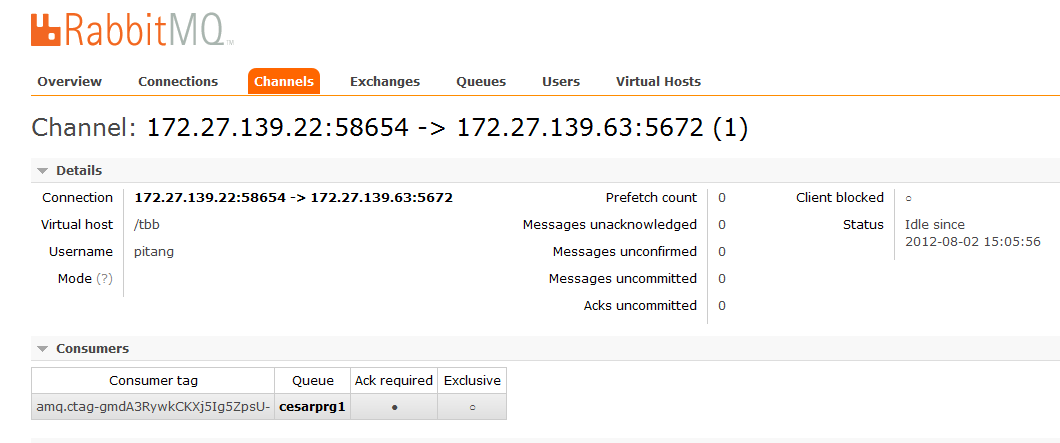 RabbitMQ™
Overview Connections Channels Exchanges Queues Users Virtual Hosts
Channel: 172.27.139.22:58654 -> 172.27.139.63:5672 (1)
Details
Connection 172.27.139.22:58654 -> 172.27.139.63:5672 Prefetch count 0 Client blocked ○
Virtual host /tbb Messages unacknowledged 0 Status Idle since
2012-08-02 15:05:56
Username pitang Messages unconfirmed 0
Mode (?) Messages uncommitted 0
Acks uncommitted 0
Consumers
Consumer tag Queue Ack required Exclusive
amq.ctag-gmdA3RywkCKXj5Ig5ZpsU- cesarprg1 ● ○